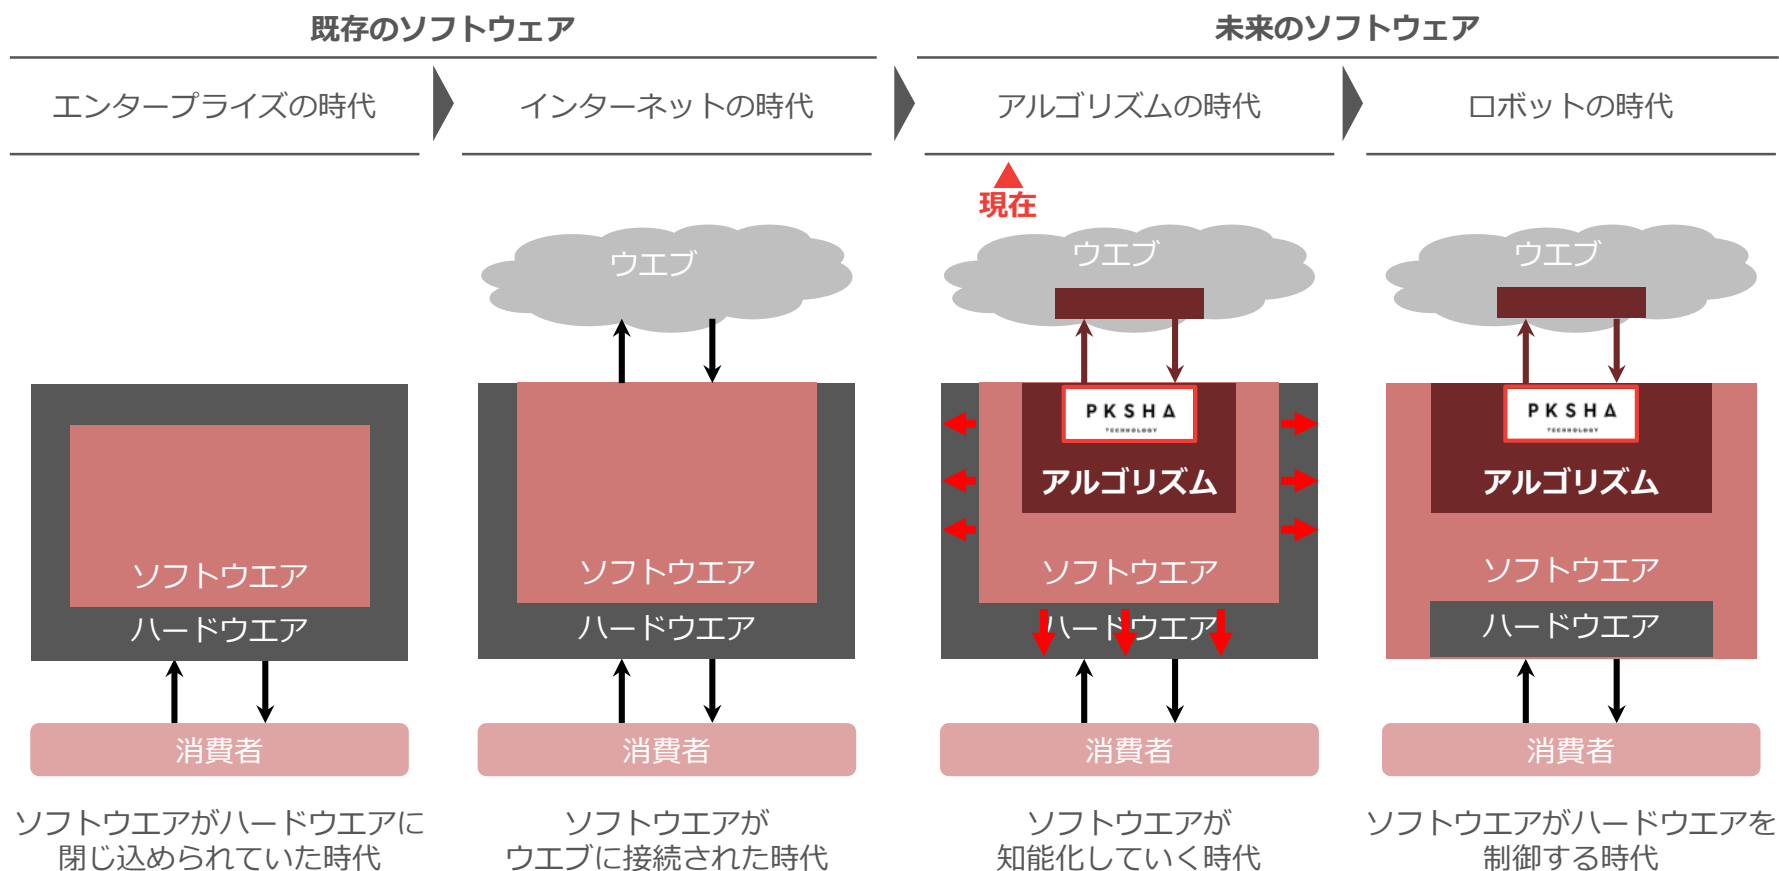 既存のソフトウェア
未来のソフトウェア
エンタープライズの時代
インターネットの時代
アルゴリズムの時代
ロボットの時代
現在
ウエブ
ウエブ
ウエブ
PKSHA
TECHNOLOGY
PKSHA
TECHNOLOGY
アルゴリズム
アルゴリズム
ソフトウエア
ソフトウエア
ソフトウエア
ソフトウエア
ハードウエア
ハードウエア
ハードウエア
ハードウエア
消費者
消費者
消費者
消費者
ソフトウエアがハードウエアに
閉じ込められていた時代
ソフトウエアが
ウエブに接続された時代
ソフトウエアが
知能化していく時代
ソフトウエアがハードウエアを
制御する時代